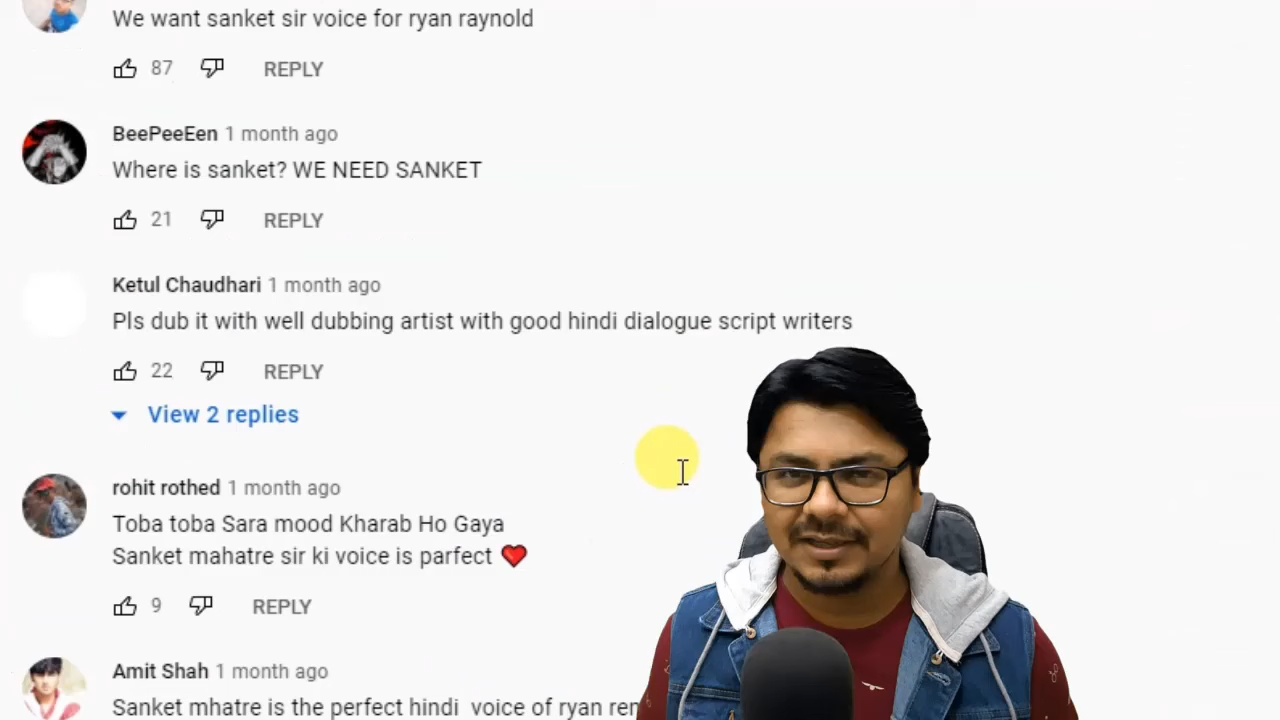 We want sanket sir voice for ryan raynold
87 REPLY
BeePeeEen 1 month ago
Where is sanket? WE NEED SANKET
21 REPLY
Ketul Chaudhari 1 month ago
Pls dub it with well dubbing artist with good hindi dialogue script writers
22 REPLY
View 2 replies
rohit rothed 1 month ago
Toba toba Sara mood Kharab Ho Gaya
Sanket mahatre sir ki voice is parfect ❤️
9 REPLY
Amit Shah 1 month ago
Sanket mhatre is the perfect hindi voice of ryan